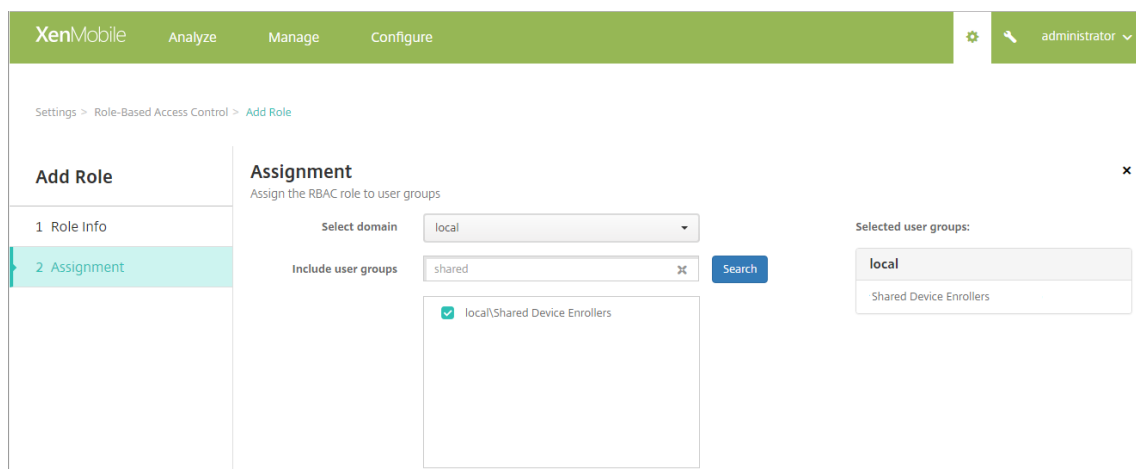 XenMobile Analyze Manage Configure administrator
Settings > Role-Based Access Control > Add Role
Add Role
1 Role Info
2 Assignment
Assignment
Assign the RBAC role to user groups
Select domain local
Include user groups shared Search
local\Shared Device Enrollers
Selected user groups:
local
Shared Device Enrollers